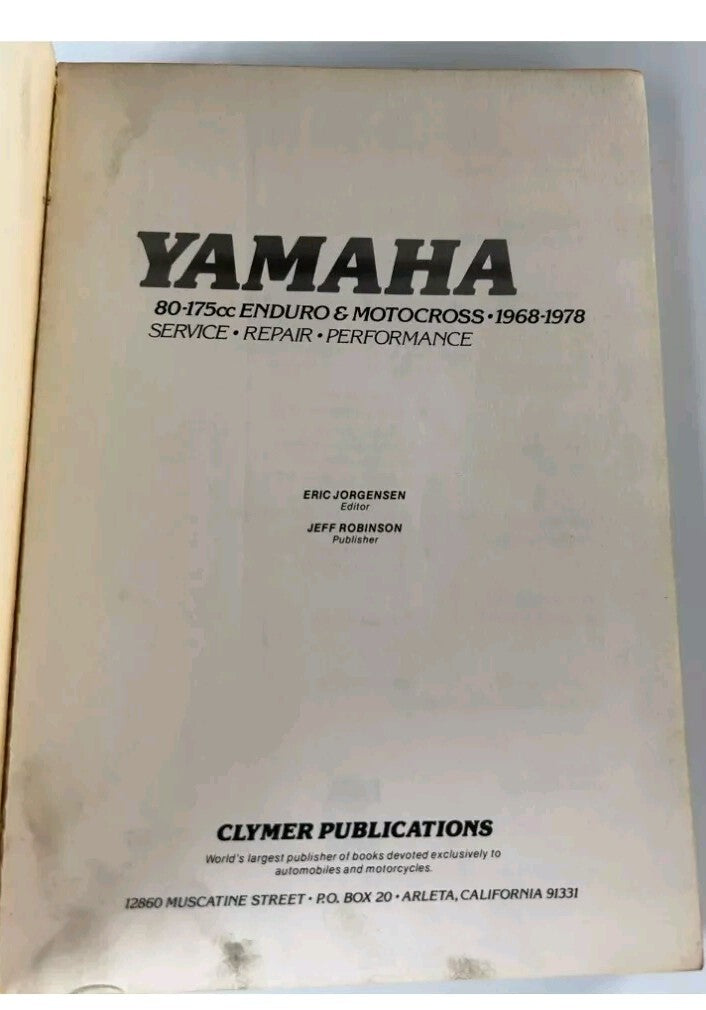 YAMAHA
80-175cc ENDURO & MOTOCROSS • 1968-1978
SERVICE • REPAIR • PERFORMANCE
ERIC JORGENSEN
Editor
JEFF ROBINSON
Publisher
CLYMER PUBLICATIONS
World's largest publisher of books devoted exclusively to
automobiles and motorcycles.
12860 MUSCATINE STREET • P.O. BOX 20 • ARLETA, CALIFORNIA 91331